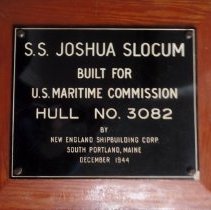 S.S. JOSHUA SLOCUM
BUILT FOR
U.S. MARITIME COMMISSION
HULL NO. 3082
BY
NEW ENGLAND SHIPBUILDING CORP.
SOUTH PORTLAND, MAINE
DECEMBER 1944